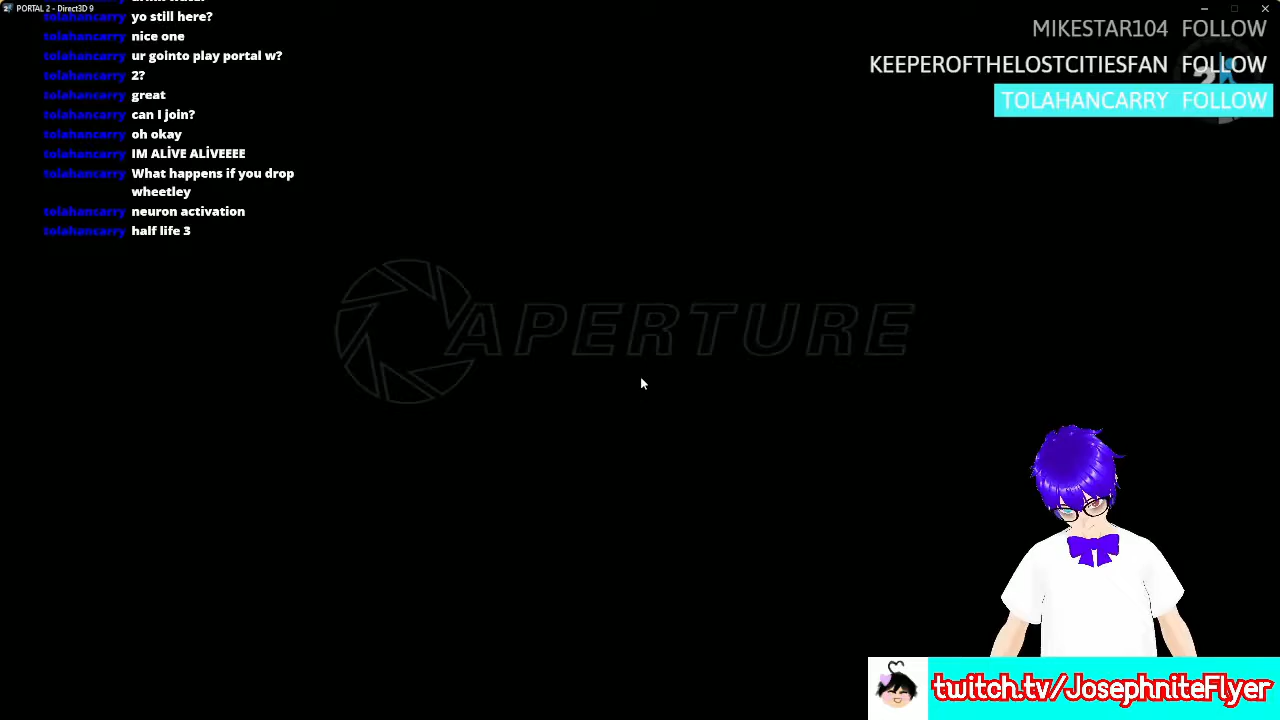 PORTAL 2 - Direct3D 9
tolahancarry yo still here?
tolahancarry nice one
tolahancarry ur gointo play portal w?
tolahancarry 2?
tolahancarry great
tolahancarry can I join?
tolahancarry oh okay
tolahancarry IM ALİVE ALİVEEEE
tolahancarry What happens if you drop
wheetley
tolahancarry neuron activation
tolahancarry half life 3
MIKESTAR104 FOLLOW
KEEPEROFTHELOSTCITIESFAN FOLLOW
TOLAHANCARRY FOLLOW
APERTURE
twitch.tv/JosephniteFlyer